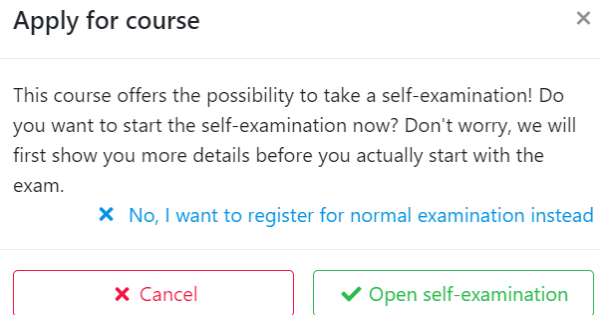 Apply for course
This course offers the possibility to take a self-examination! Do
you want to start the self-examination now? Don't worry, we will
first show you more details before you actually start with the
exam.
No, I want to register for normal examination instead
Cancel
Open self-examination